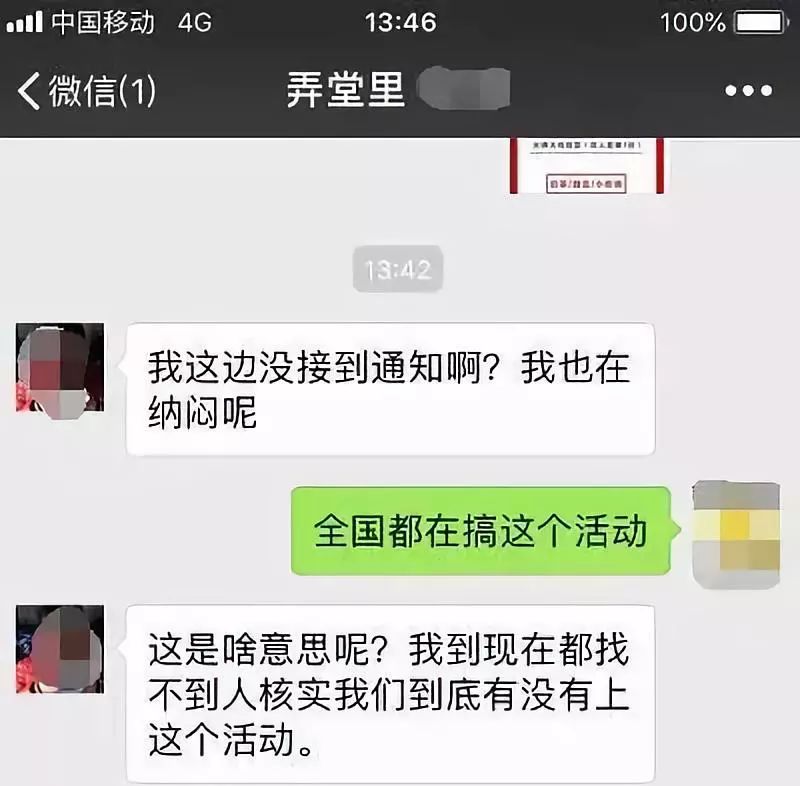 中国移动 4G 13:46 100%
微信(1) 弄堂里
13:42
我这边没接到通知啊？我也在
纳闷呢
全国都在搞这个活动
这是啥意思呢？我到现在都找
不到人核实我们到底有没有上
这个活动。